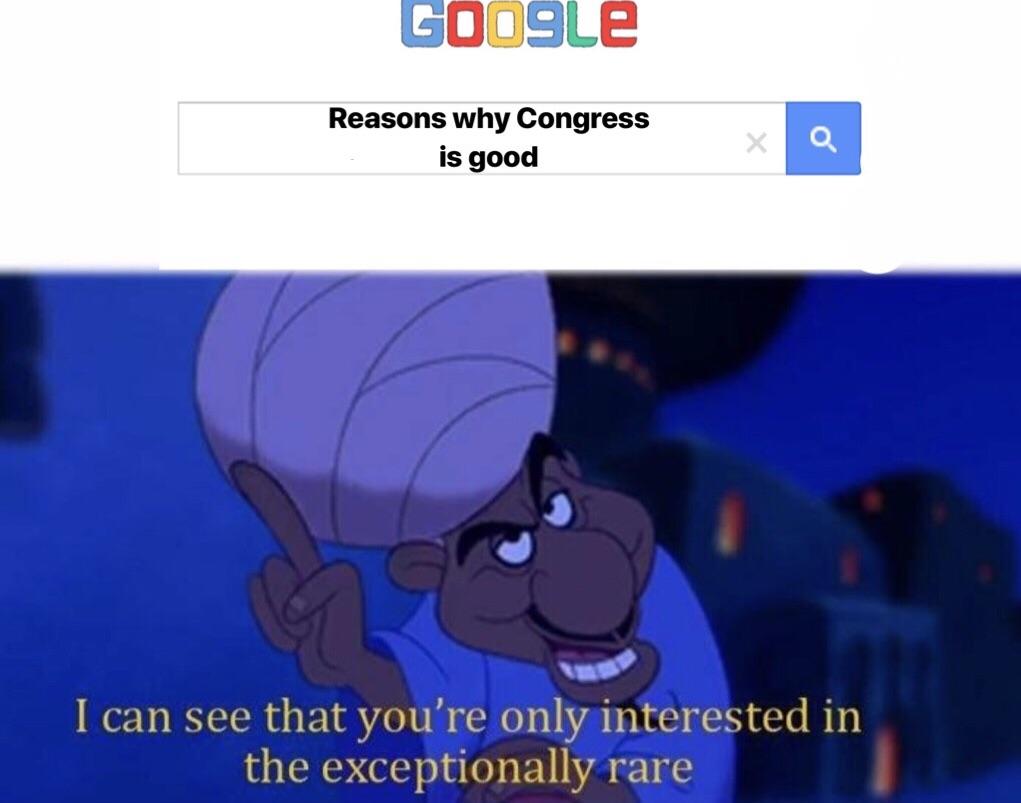 Google
Reasons why Congress
is good
I can see that you're only interested in
the exceptionally rare